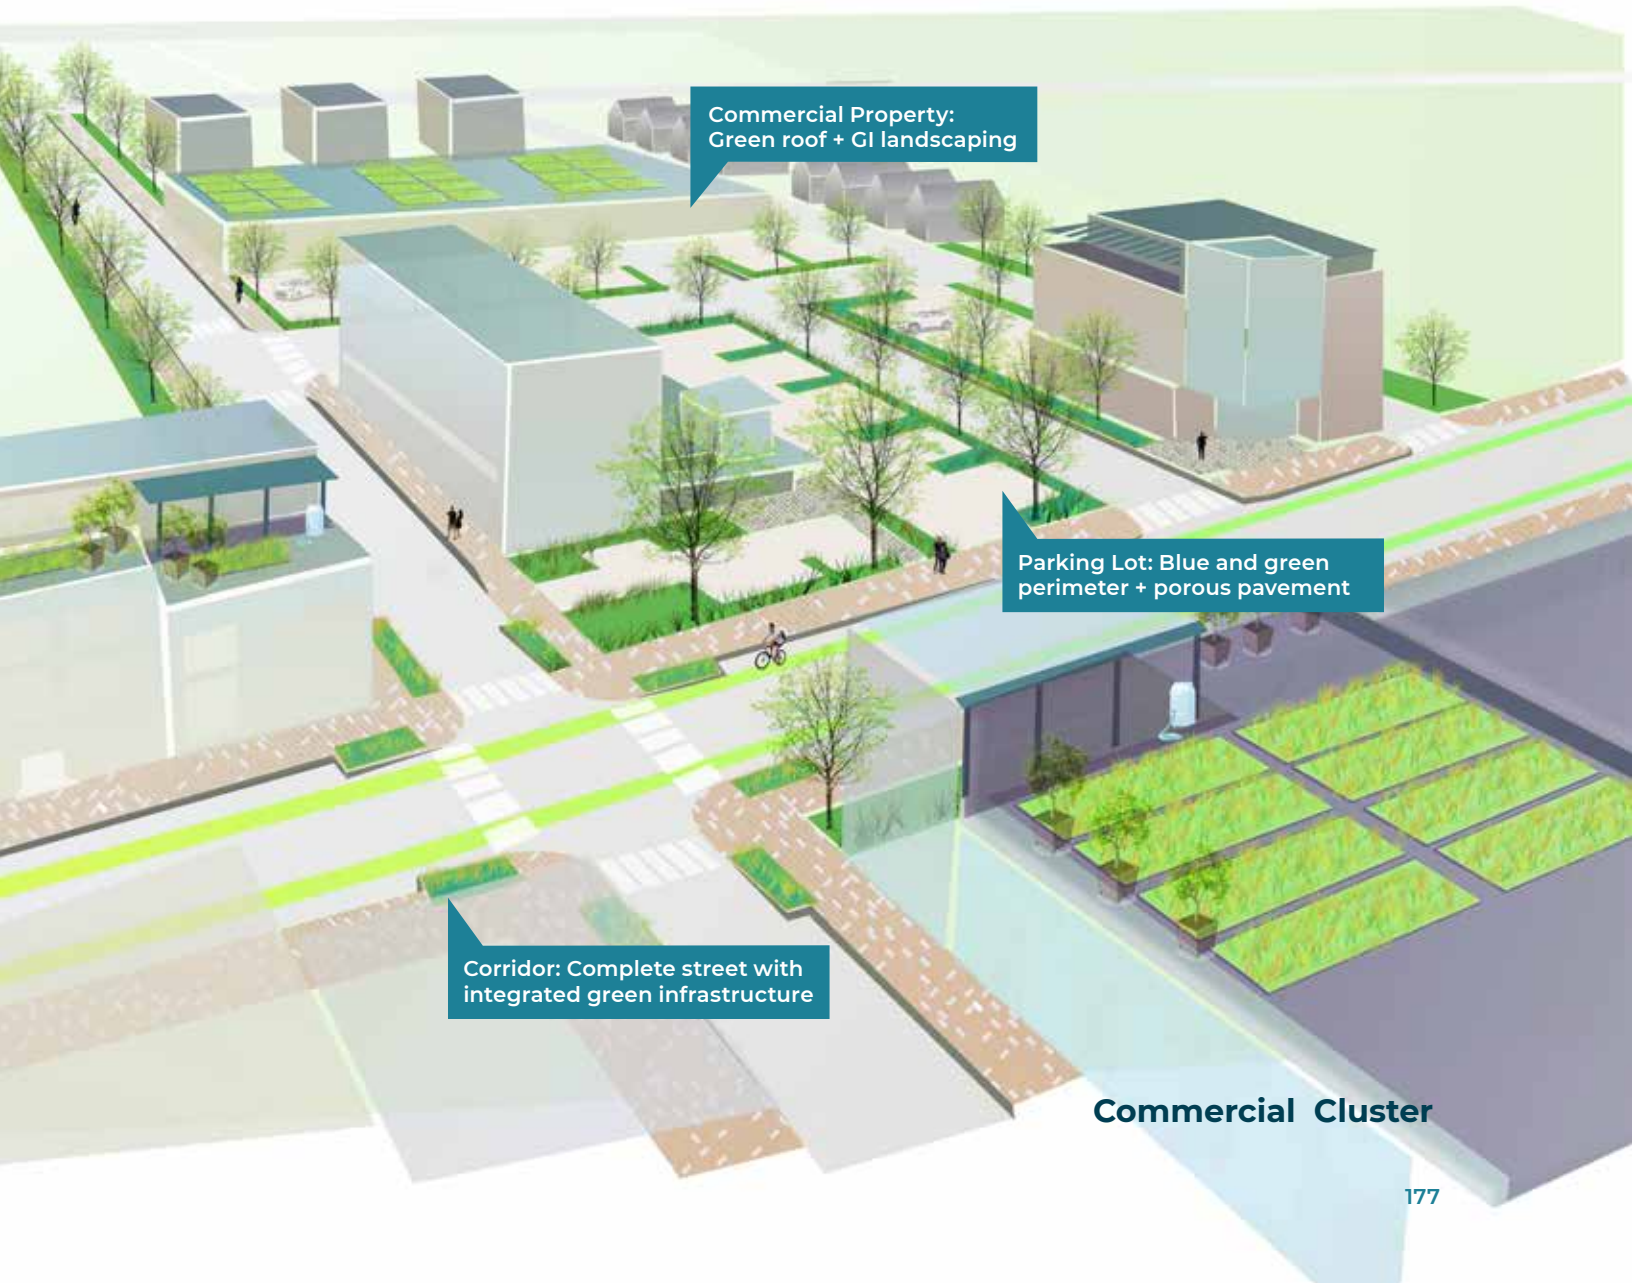 Commercial Property:
Green roof + GI landscaping
Parking Lot: Blue and green
perimeter + porous pavement
Corridor: Complete street with
integrated green infrastructure
Commercial Cluster
177